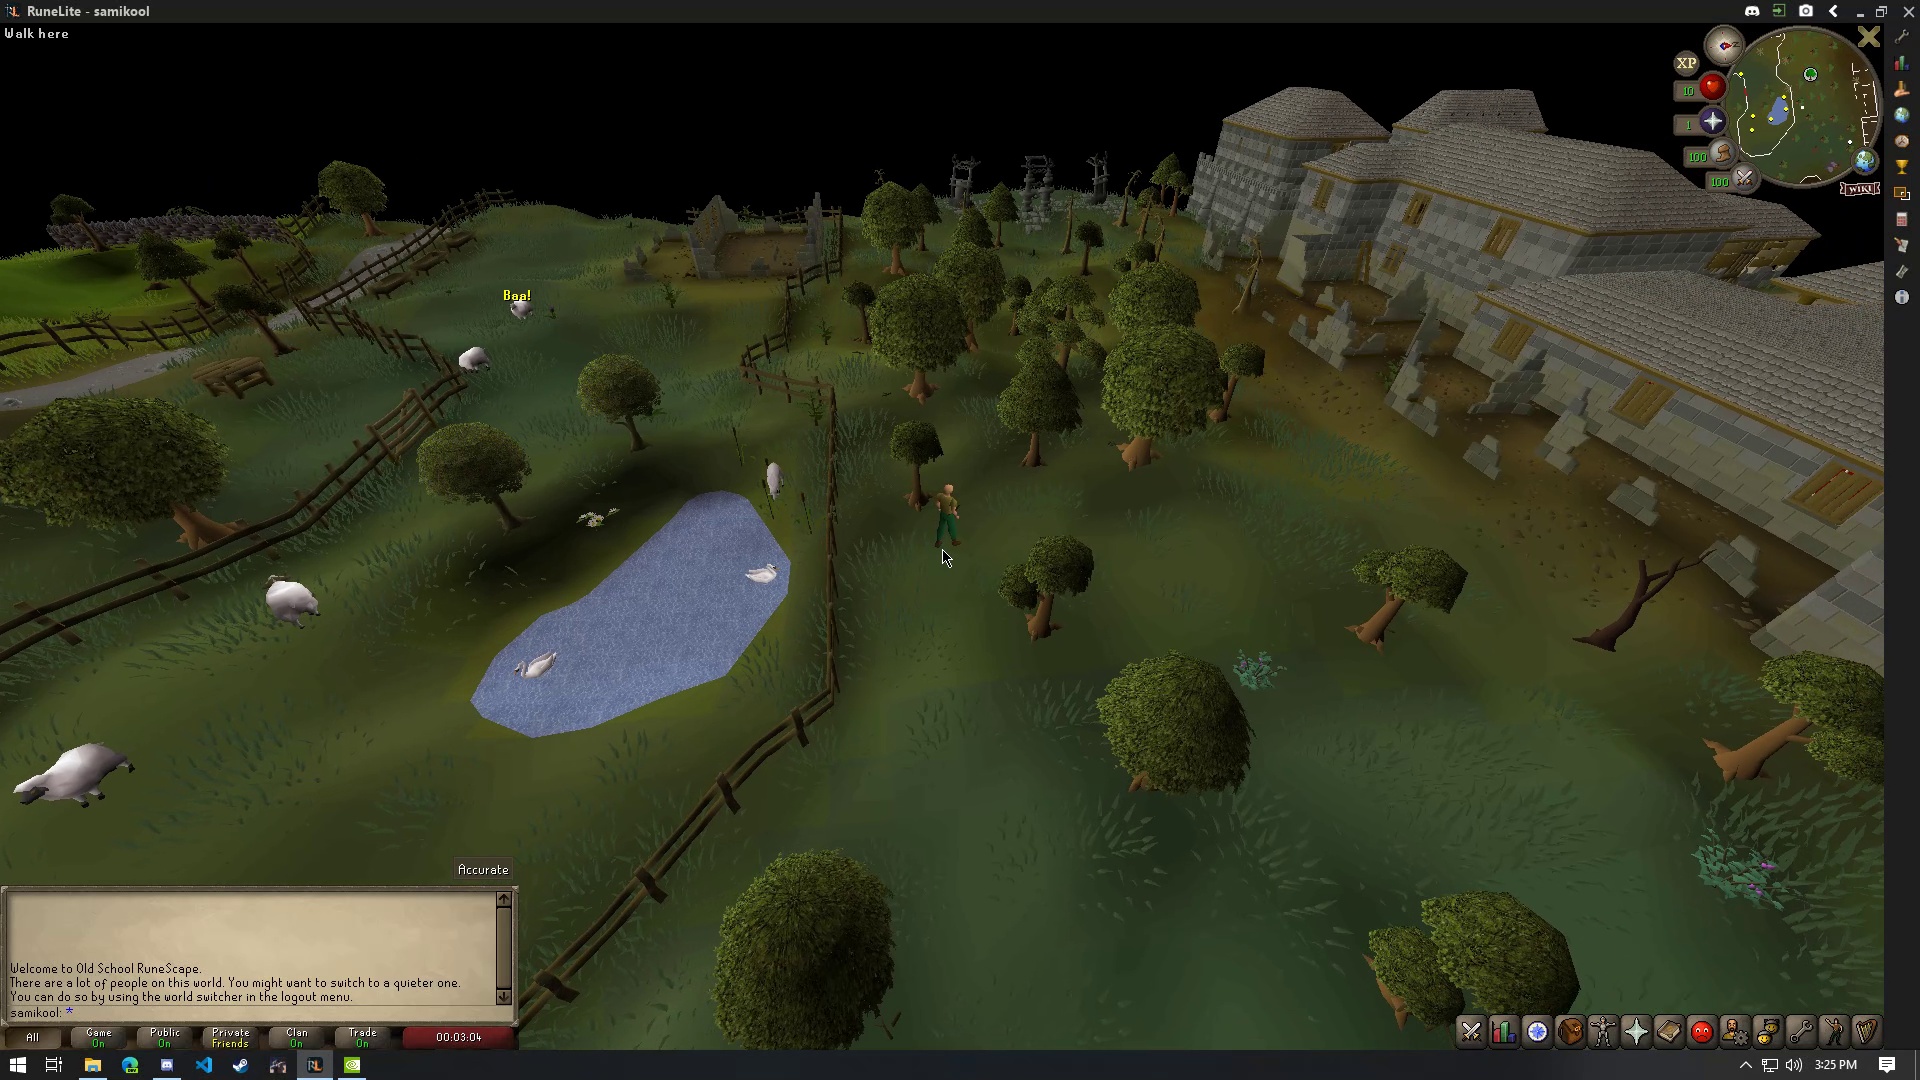 RuneLite - samikool
Walk here
XP
10
1
100
100
WIKI
Baa!
Accurate
Welcome to Old School RuneScape.
There are a lot of people on this world. You might want to switch to a quieter one.
You can do so by using the world switcher in the logout menu.
samikool: *
All
Game
On
Public
On
Private
Friends
Clan
On
Trade
On
00:03:04
3:25 PM